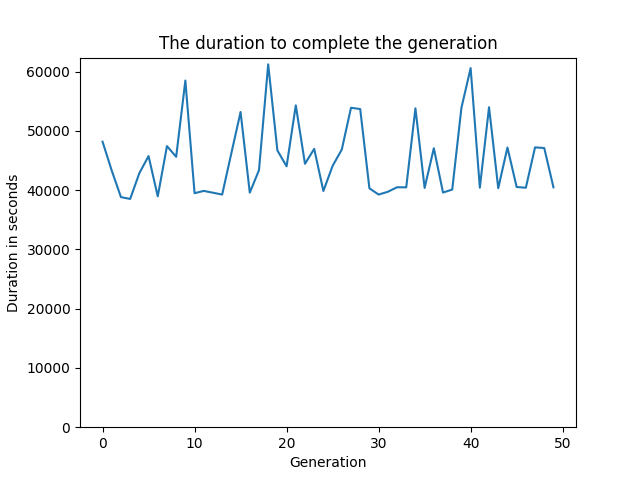 The duration to complete the generation
Duration in seconds
60000
50000
40000
30000
20000
10000
0
0 10 20 30 40 50
Generation